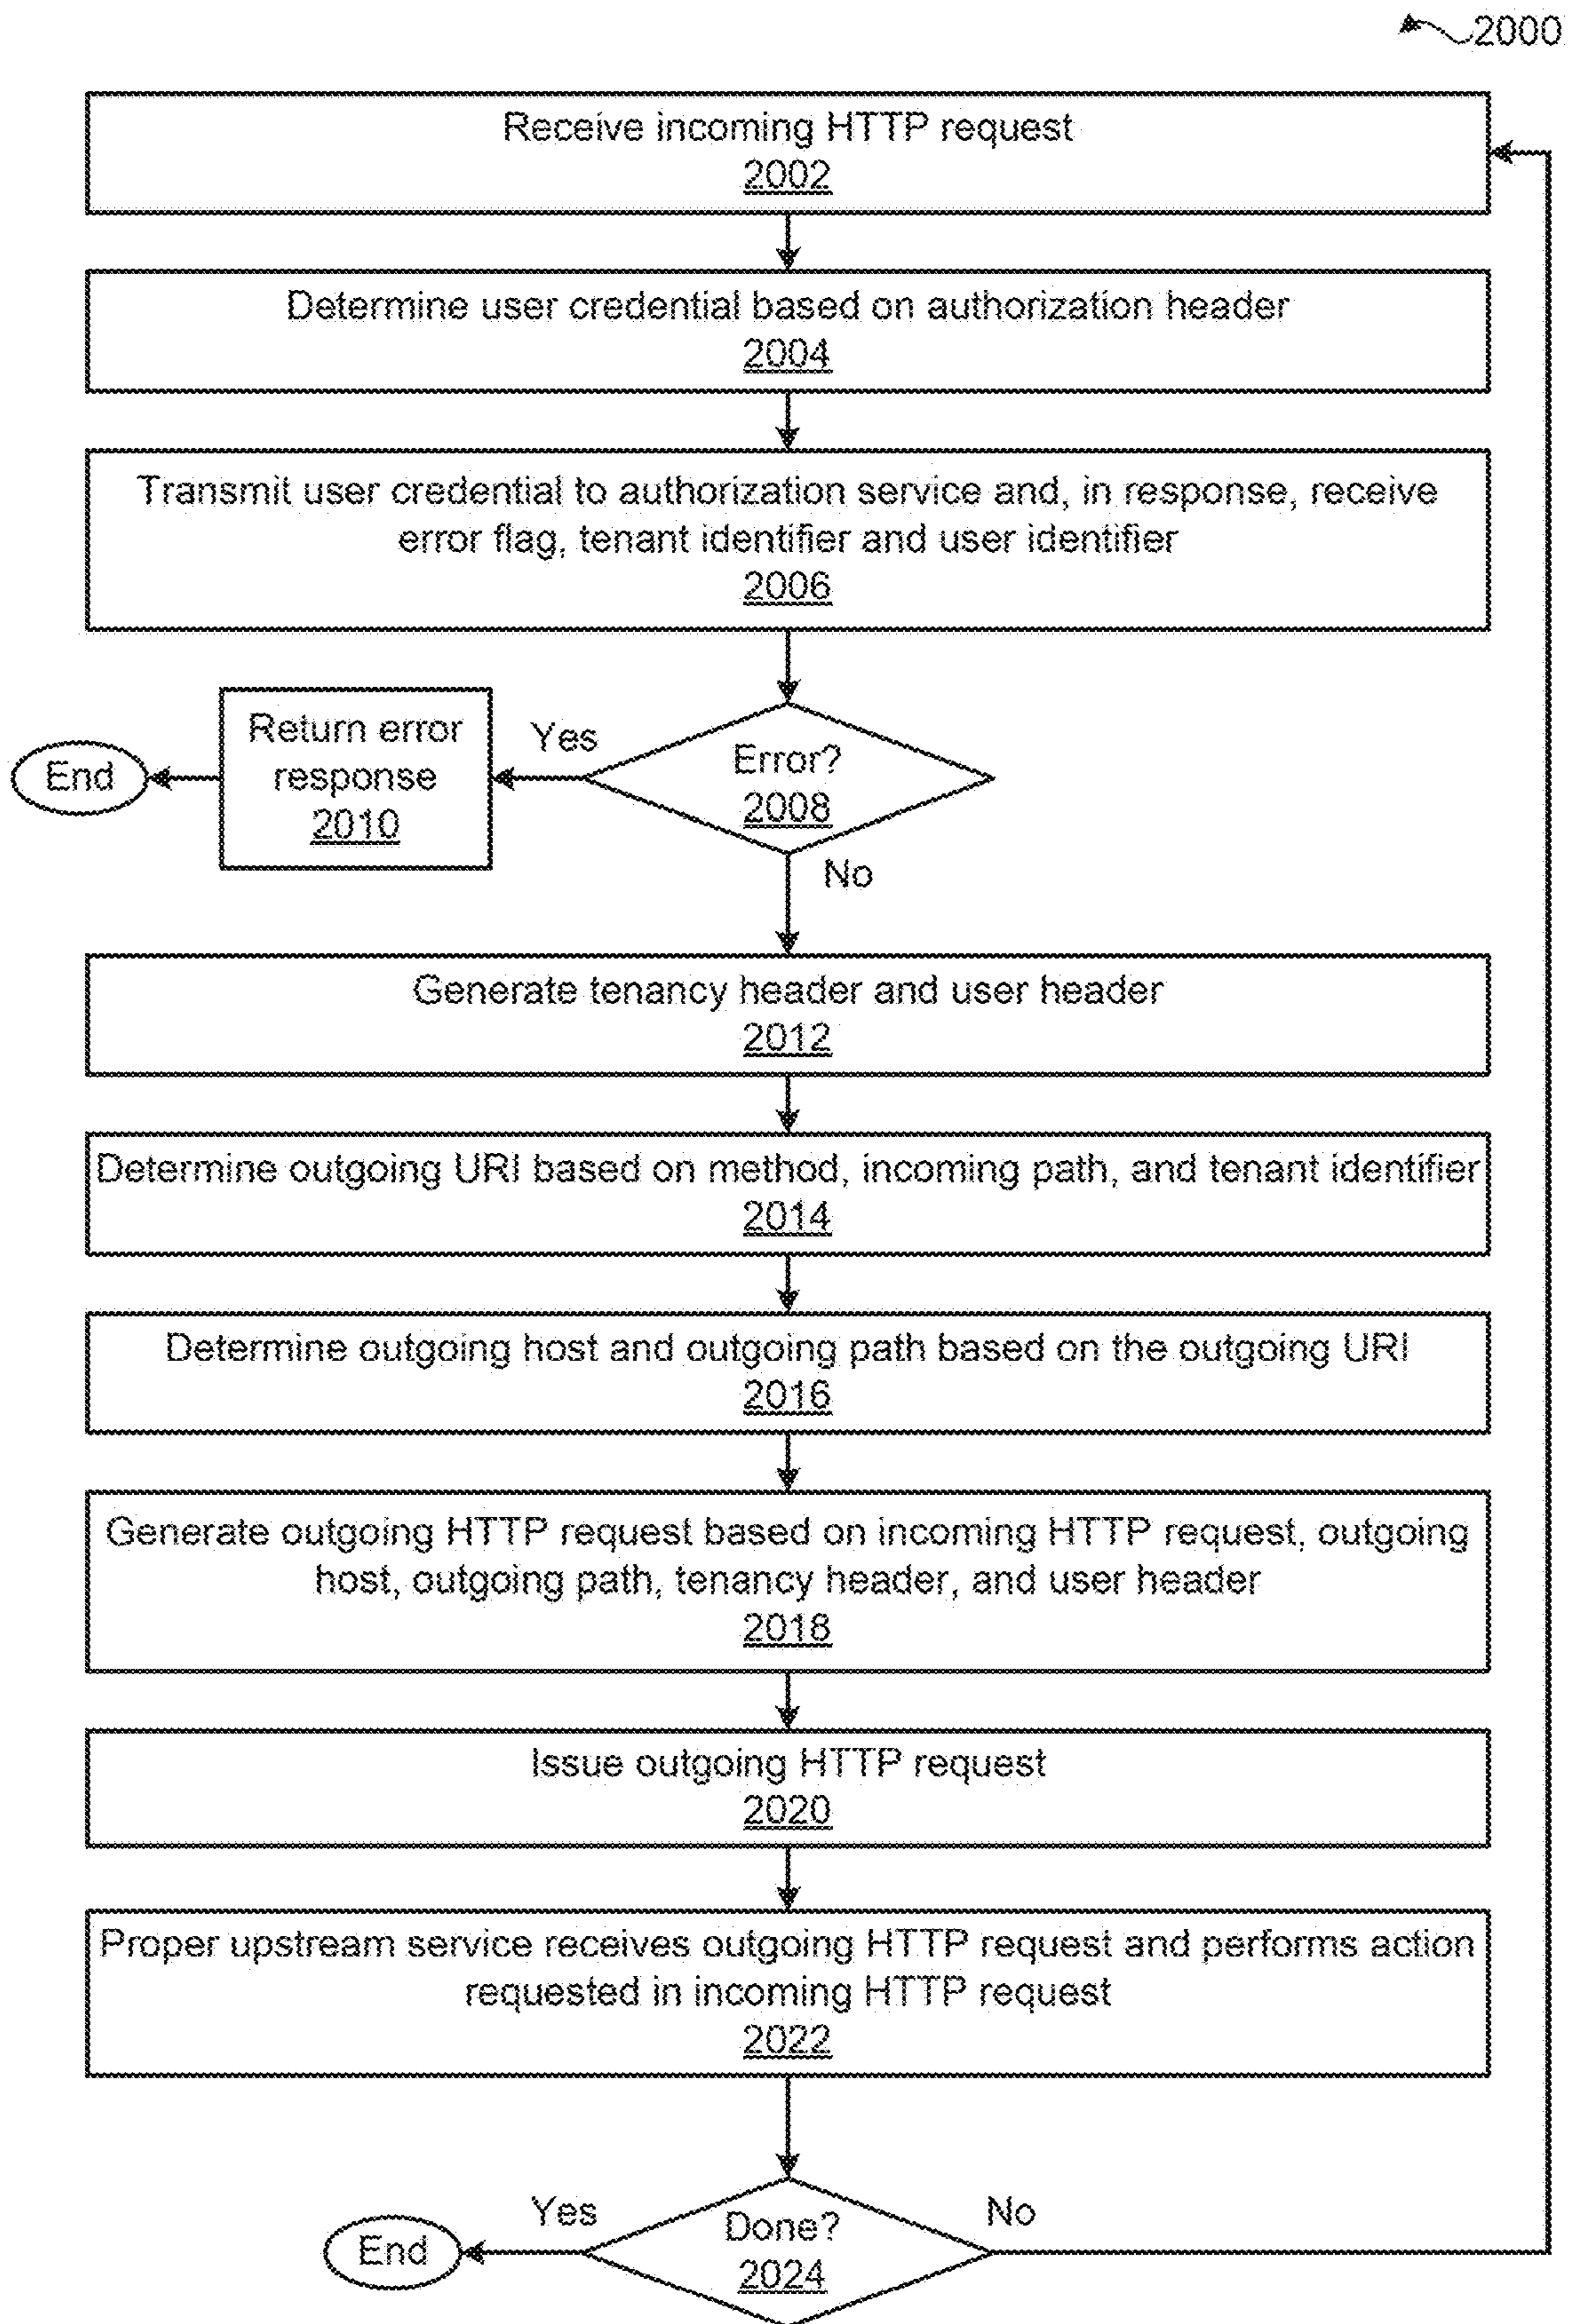 2000
Receive incoming HTTP request
2002
Determine user credential based on authorization header
2004
Transmit user credential to authorization service and, in response, receive
error flag, tenant identifier and user identifier
2006
Error?
2008
Yes
Return error
response
2010
End
No
Generate tenancy header and user header
2012
Determine outgoing URI based on method, incoming path, and tenant identifier
2014
Determine outgoing host and outgoing path based on the outgoing URI
2016
Generate outgoing HTTP request based on incoming HTTP request, outgoing
host, outgoing path, tenancy header, and user header
2018
Issue outgoing HTTP request
2020
Proper upstream service receives outgoing HTTP request and performs action
requested in incoming HTTP request
2022
Done?
2024
Yes
End
No